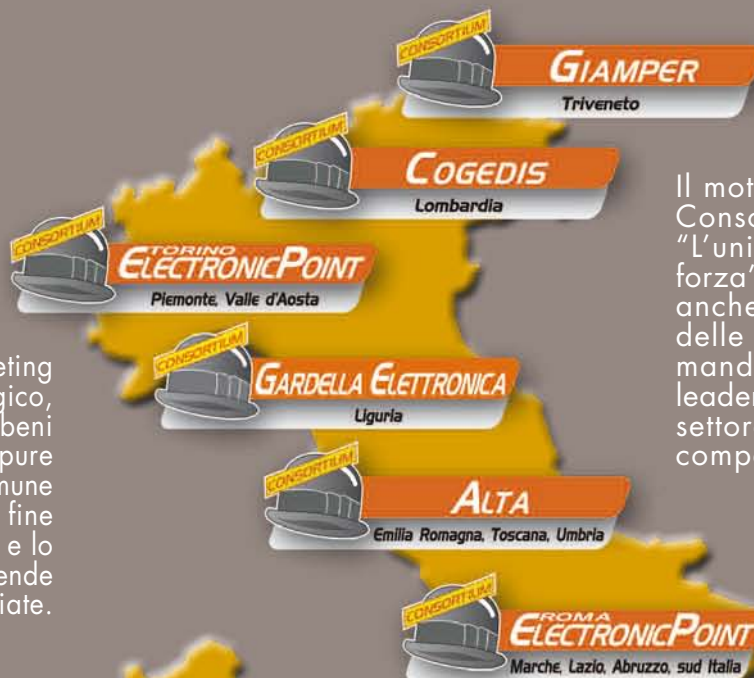 CONSORTIUM
GIAMPER
Triveneto
CONSORTIUM
COGEDIS
Lombardia
CONSORTIUM
TORINO
ELECTRONICPOINT
Piemonte, Valle d'Aosta
CONSORTIUM
GARDELLA ELETTRONICA
Liguria
CONSORTIUM
ALTA
Emilia Romagna, Toscana, Umbria
CONSORTIUM
ROMA
ELECTRONICPOINT
Marche, Lazio, Abruzzo, sud Italia
eting
gico,
beni
pure
mune
fine
e lo
ende
iate.
Il mot
Conso
"L'uni
forza"
anche
delle
mand
leader
settor
compe